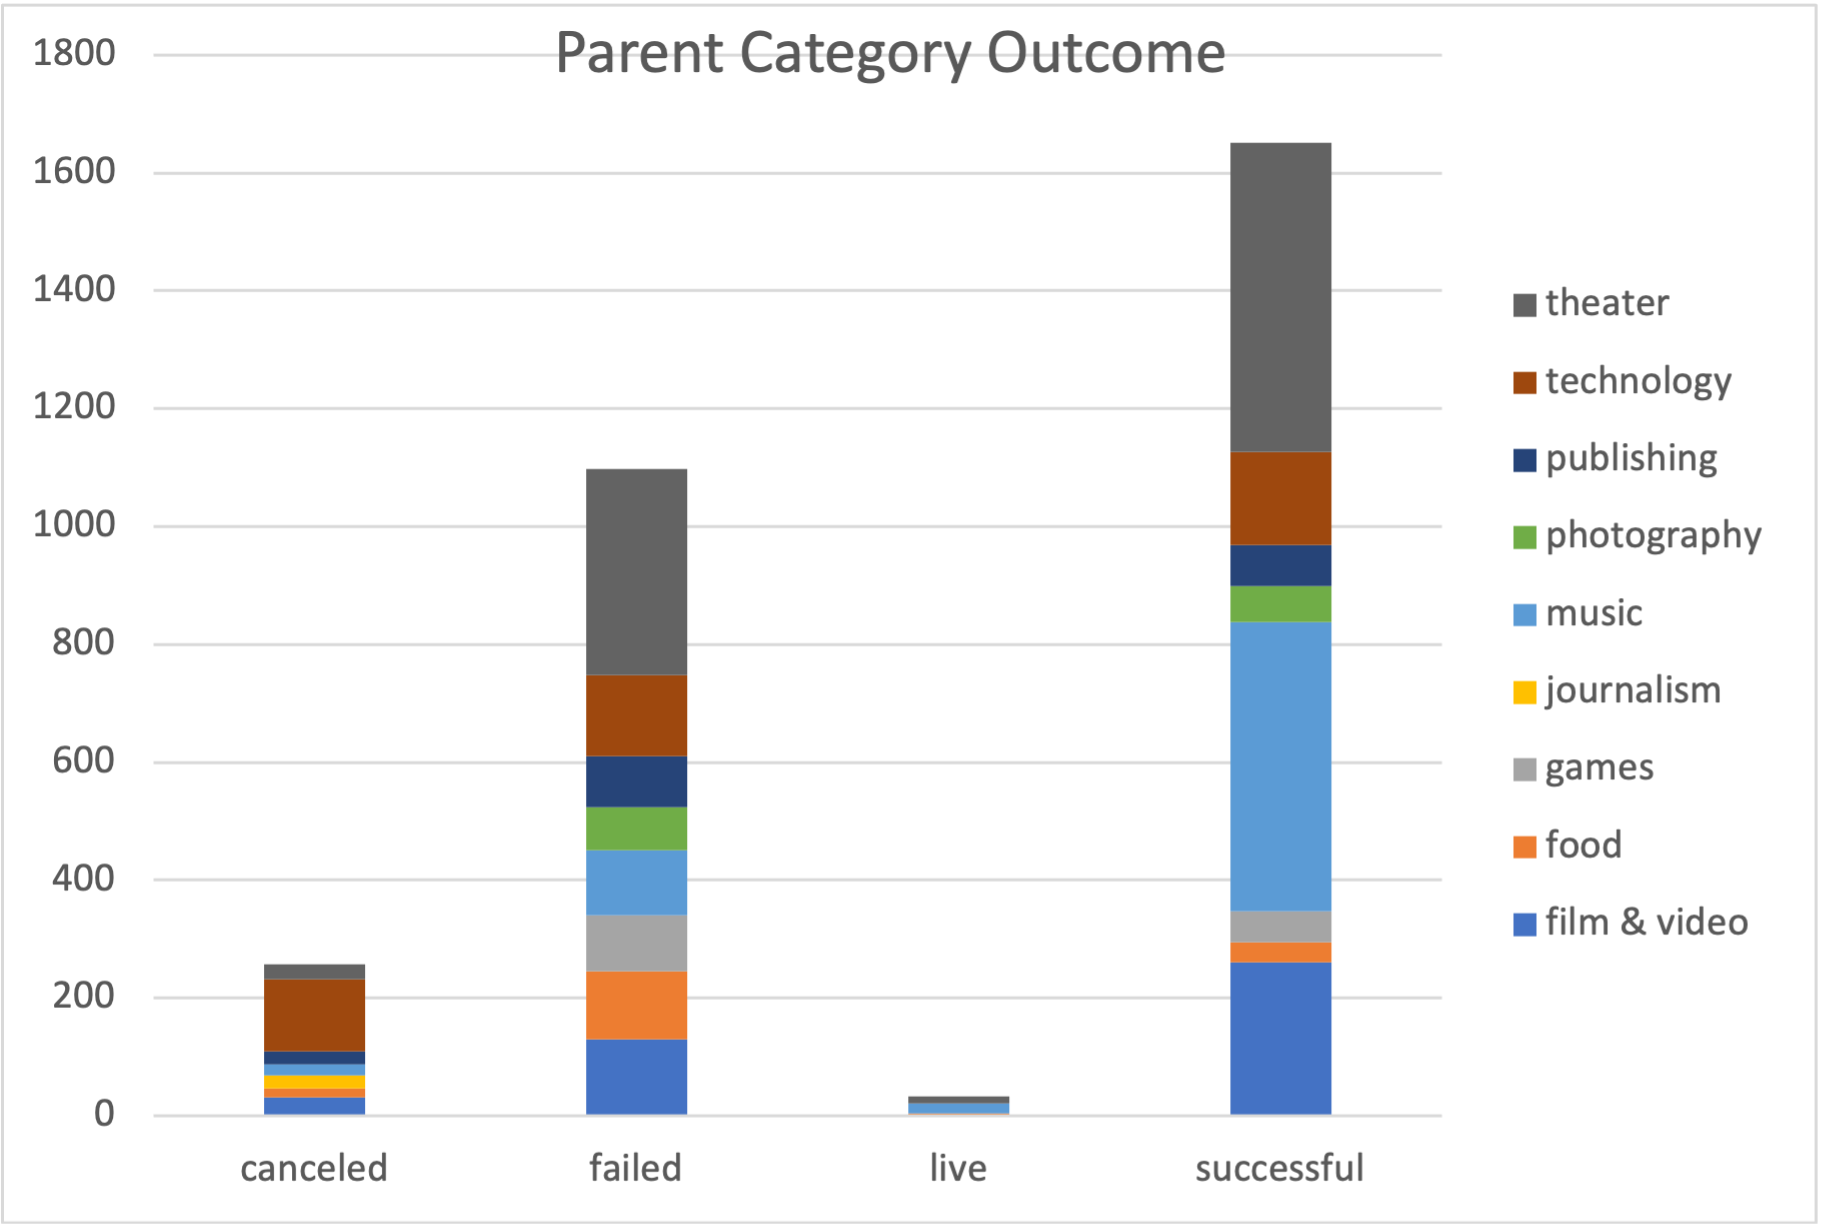 Parent Category Outcome
1800
1600
1400
1200
1000
800
600
400
200
0
canceled failed live successful
theater
technology
publishing
photography
music
journalism
games
food
film & video